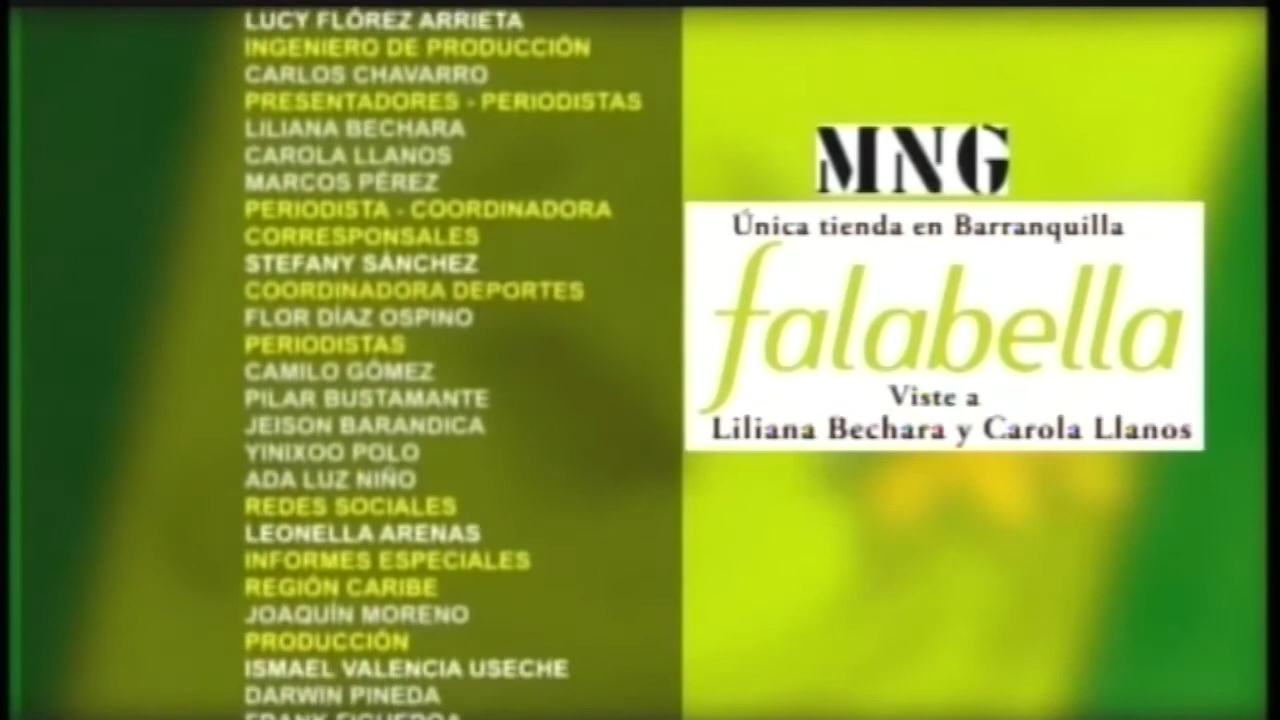 LUCY FLÓREZ ARRIETA
INGENIERO DE PRODUCCIÓN
CARLOS CHAVARRO
PRESENTADORES - PERIODISTAS
LILIANA BECHARA
CAROLA LLANOS
MARCOS PÉREZ
PERIODISTA - COORDINADORA
CORRESPONSALES
STEFANY SÁNCHEZ
COORDINADORA DEPORTES
FLOR DÍAZ OSPINO
PERIODISTAS
CAMILO GÓMEZ
PILAR BUSTAMANTE
JEISON BARANDICA
YINIXOO POLO
ADA LUZ NIÑO
REDES SOCIALES
LEONELLA ARENAS
INFORMES ESPECIALES
REGIÓN CARIBE
JOAQUÍN MORENO
PRODUCCIÓN
ISMAEL VALENCIA USECHE
DARWIN PINEDA
FRANK FIGUEROA
MNG
Única tienda en Barranquilla
falabella
Viste a
Liliana Bechara y Carola Llanos